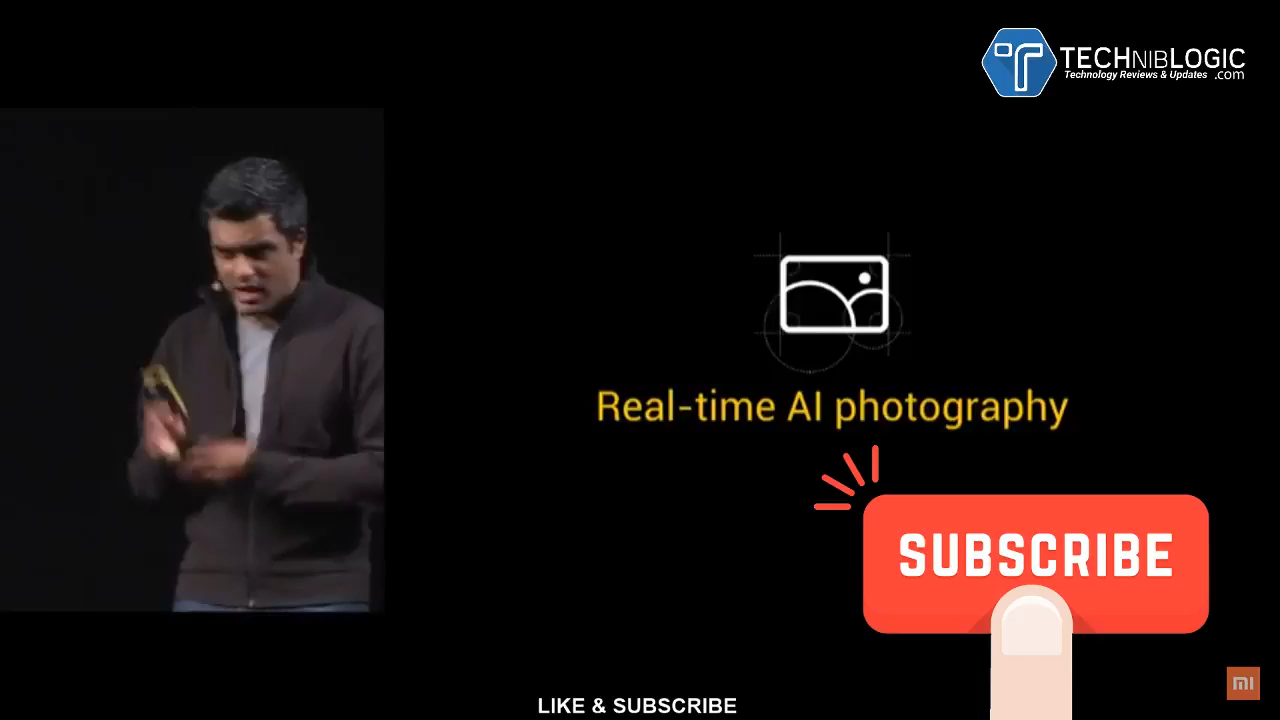 TECHNIBLOGIC
Technology Reviews & Updates .com
Real-time AI photography
SUBSCRIBE
MI
LIKE & SUBSCRIBE